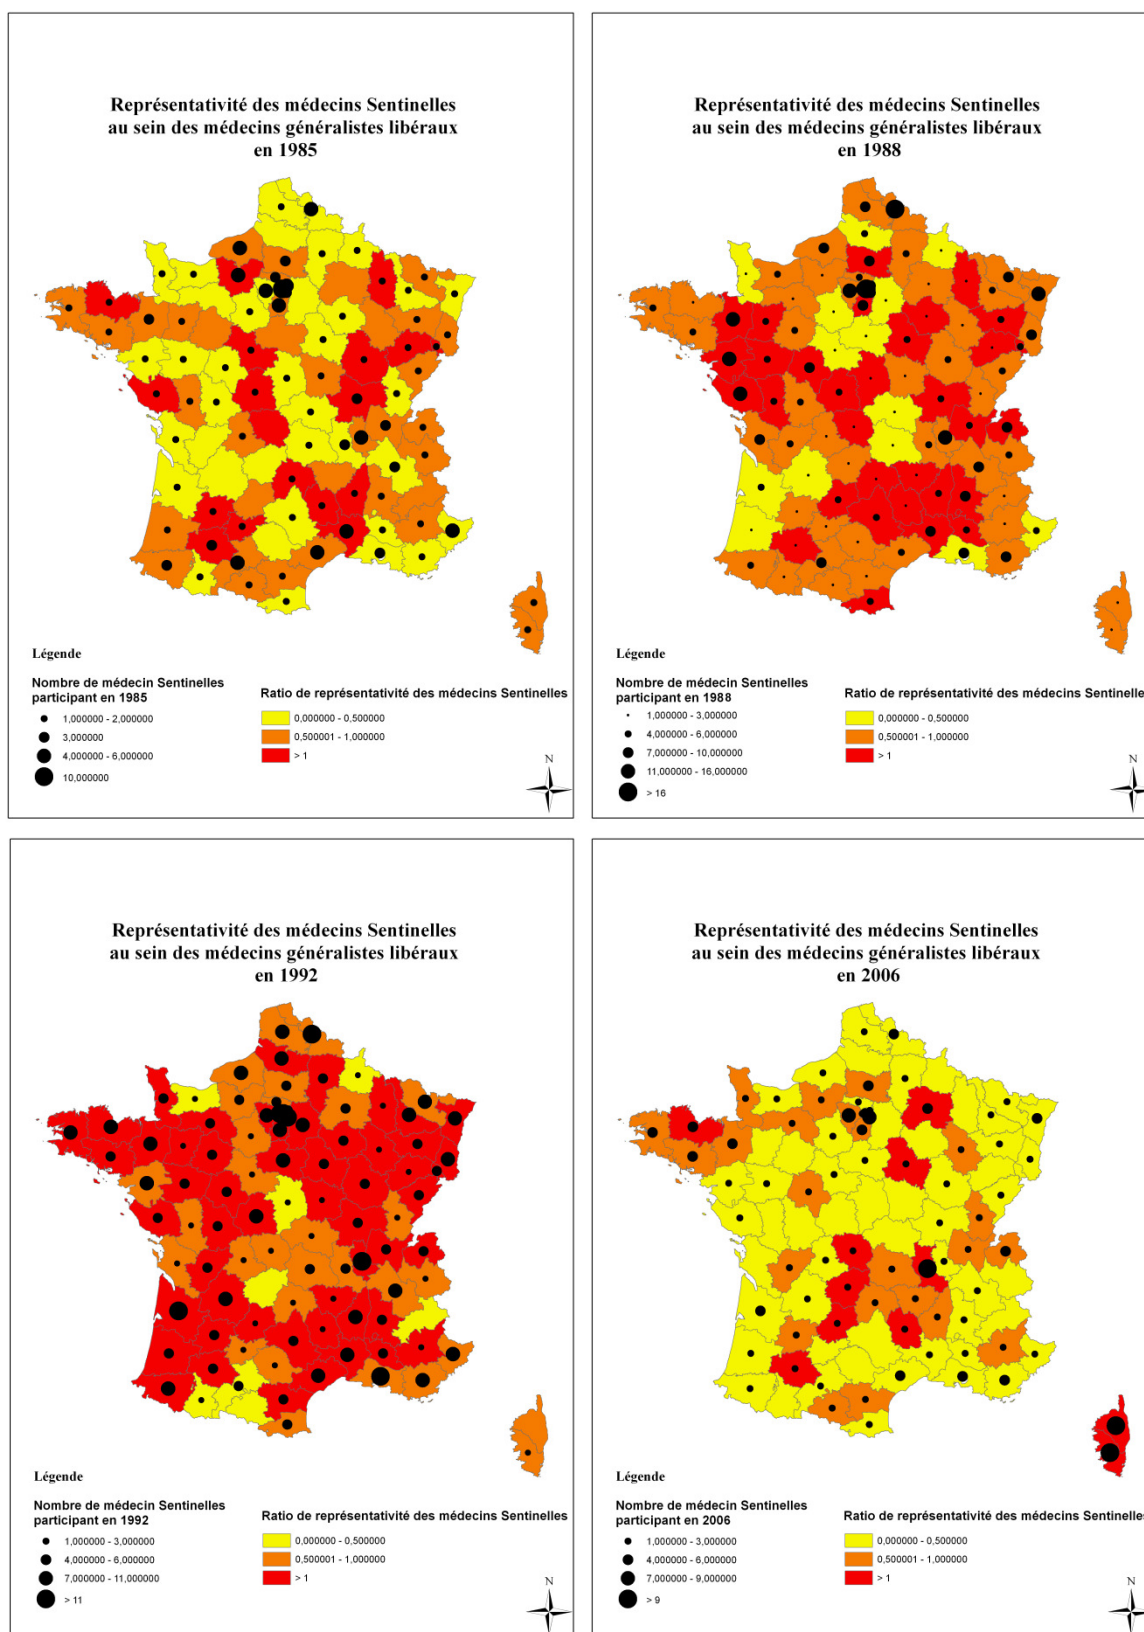 Représentativité des médecins Sentinelles
au sein des médecins généralistes libéraux
en 1985
N
Légende
Nombre de médecin Sentinelles
participant en 1985
1,000000 - 2,000000
3,000000
4,000000 - 6,000000
10,000000
Ratio de représentativité des médecins Sentinelles
0,000000 - 0,500000
0,500001 - 1,000000
> 1
Représentativité des médecins Sentinelles
au sein des médecins généralistes libéraux
en 1988
N
Légende
Nombre de médecin Sentinelles
participant en 1988
1,000000 - 3,000000
4,000000 - 6,000000
7,000000 - 10,000000
11,000000 - 16,000000
> 16
Ratio de représentativité des médecins Sentinelles
0,000000 - 0,500000
0,500001 - 1,000000
> 1
Représentativité des médecins Sentinelles
au sein des médecins généralistes libéraux
en 1992
N
Légende
Nombre de médecin Sentinelles
participant en 1992
1,000000 - 3,000000
4,000000 - 6,000000
7,000000 - 11,000000
> 11
Ratio de représentativité des médecins Sentinelles
0,000000 - 0,500000
0,500001 - 1,000000
> 1
Représentativité des médecins Sentinelles
au sein des médecins généralistes libéraux
en 2006
N
Légende
Nombre de médecin Sentinelles
participant en 2006
1,000000 - 3,000000
4,000000 - 6,000000
7,000000 - 9,000000
> 9
Ratio de représentativité des médecins Sentinelles
0,000000 - 0,500000
0,500001 - 1,000000
> 1